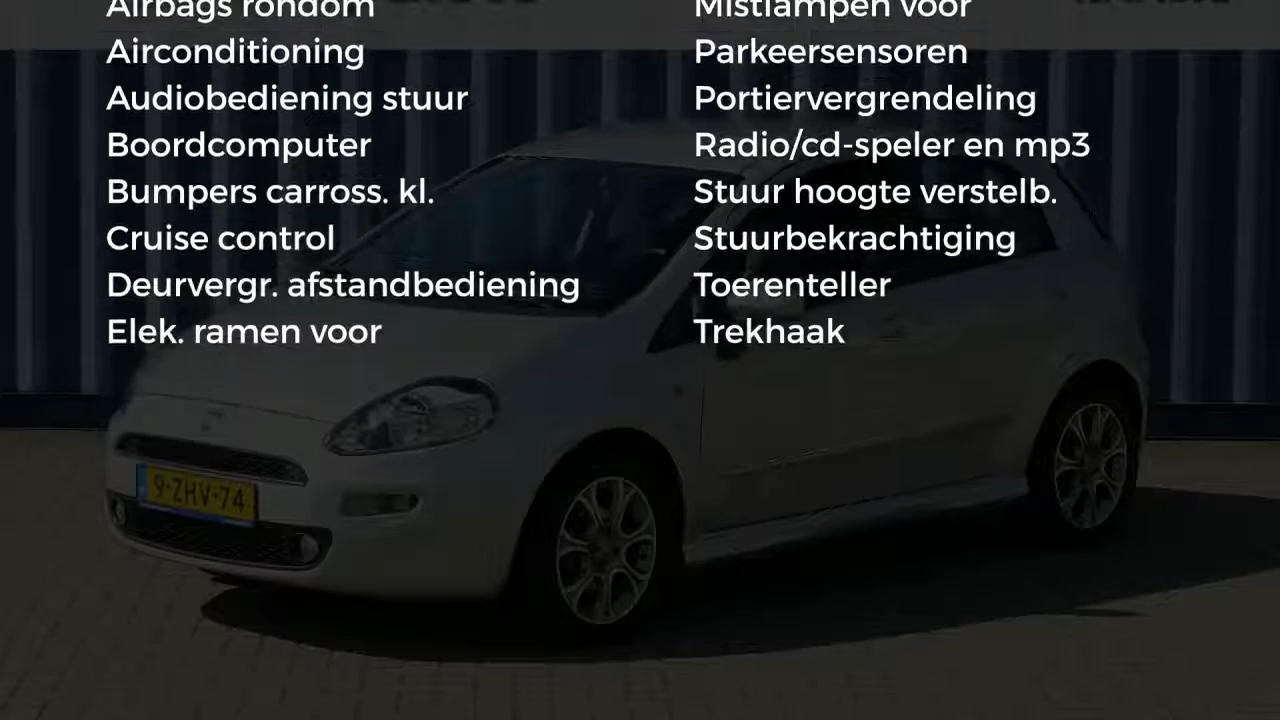 Airbags rondom
Airconditioning
Audiobediening stuur
Boordcomputer
Bumpers carross. kl.
Cruise control
Deurvergr. afstandbediening
Elek. ramen voor
Mistlampen voor
Parkeersensoren
Portiervergrendeling
Radio/cd-speler en mp3
Stuur hoogte verstelb.
Stuurbekrachtiging
Toerenteller
Trekhaak
9-ZHV-74